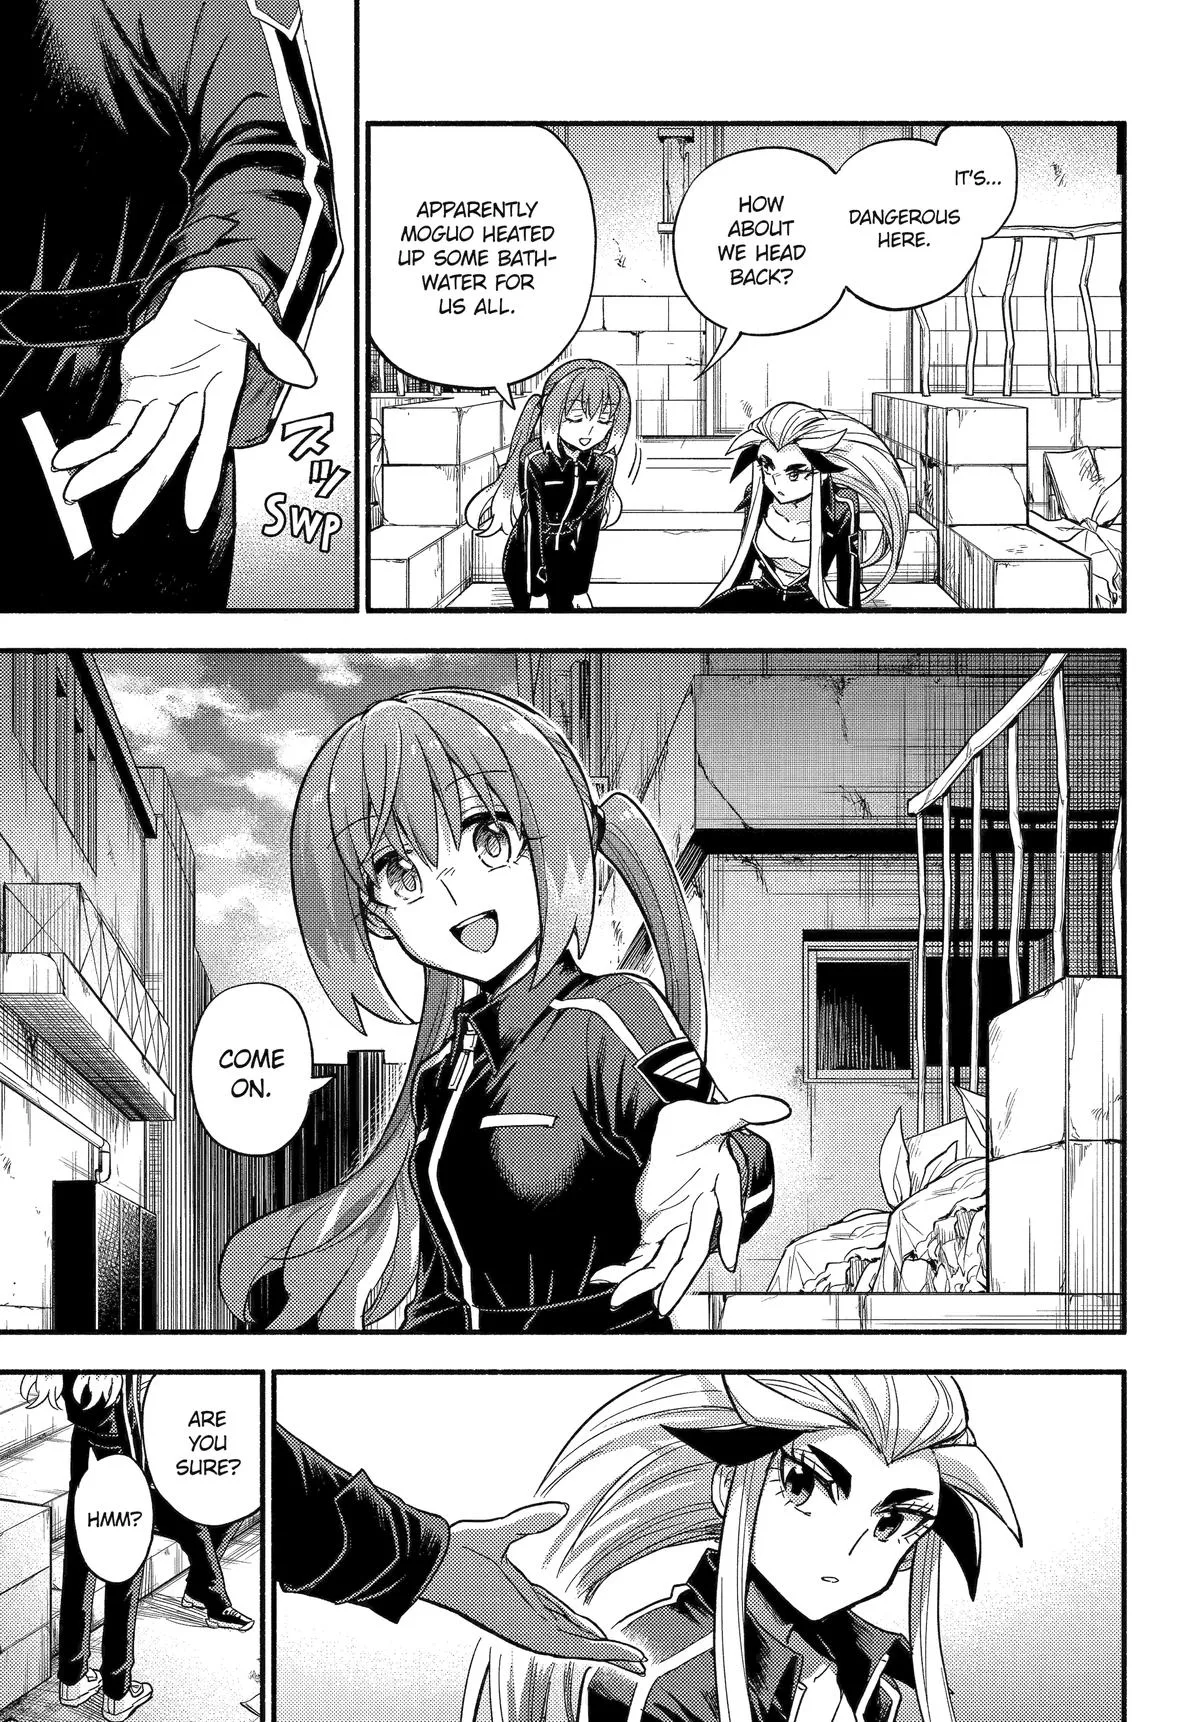 IT'S...
DANGEROUS
HERE.
HOW
ABOUT
WE HEAD
BACK?
APPARENTLY
MOGUO HEATED
UP SOME BATH-
WATER FOR
US ALL.
ズッ
SWP
COME
ON.
ARE
YOU
SURE?
HMM?